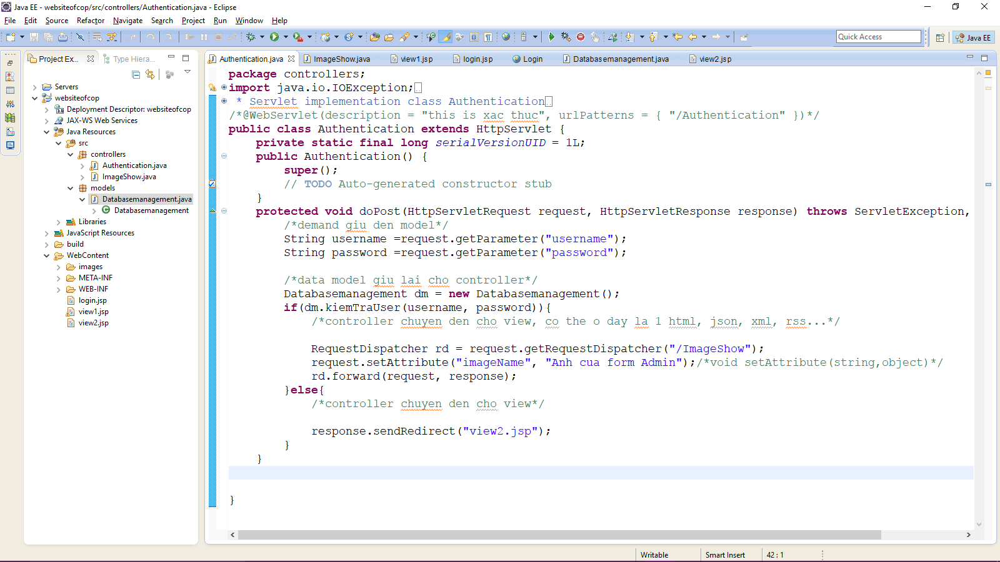 Java EE - websiteofcop/src/controllers/Authentication.java - Eclipse
File Edit Source Refactor Navigate Search Project Run Window Help
Quick Access
Java EE
Project Ex...
Type Hiera...
Servers
websiteofcop
Deployment Descriptor: websiteofcop
JAX-WS Web Services
Java Resources
src
controllers
Authentication.java
ImageShow.java
models
Databasemanagement.java
Databasemanagement
Libraries
JavaScript Resources
build
WebContent
images
META-INF
WEB-INF
login.jsp
view1.jsp
view2.jsp
Authentication.java ImageShow.java view1.jsp login.jsp Login Databasemanagement.java view2.jsp
package controllers;
import java.io.IOException;
* Servlet implementation class Authentication
/*@WebServlet(description = "this is xac thuc", urlPatterns = { "/Authentication" })*/
public class Authentication extends HttpServlet {
private static final long serialVersionUID = 1L;
public Authentication() {
super();
// TODO Auto-generated constructor stub
}
protected void doPost(HttpServletRequest request, HttpServletResponse response) throws ServletException,
/*demand giu den model*/
String username =request.getParameter("username");
String password =request.getParameter("password");
/*data model giu lai cho controller*/
Databasemanagement dm = new Databasemanagement();
if(dm.kiemTraUser(username, password)){
/*controller chuyen den cho view, co the o day la 1 html, json, xml, rss...*/
RequestDispatcher rd = request.getRequestDispatcher("/ImageShow");
request.setAttribute("imageName", "Anh cua form Admin");/*void setAttribute(string,object)*/
rd.forward(request, response);
}else{
/*controller chuyen den cho view*/
response.sendRedirect("view2.jsp");
}
}
}
Writable Smart Insert 42 : 1